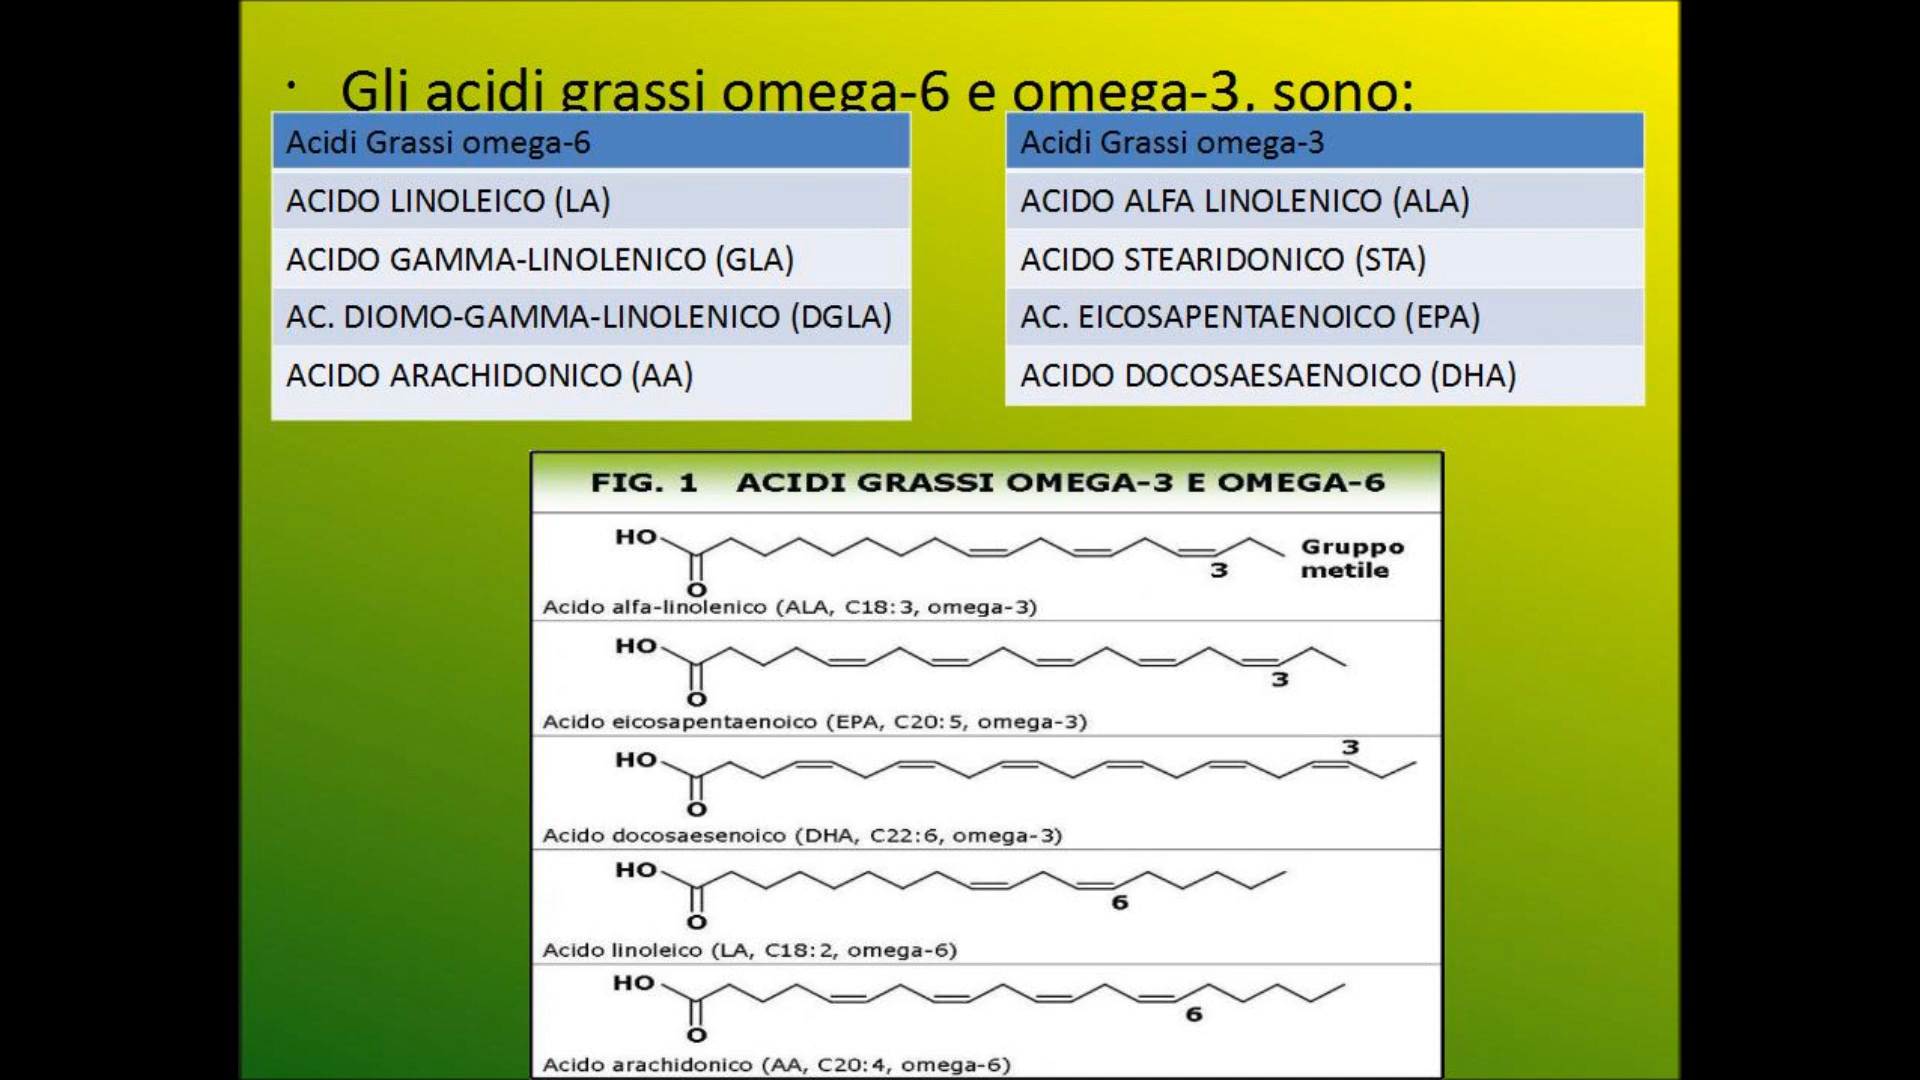 · Gli acidi grassi omega-6 e omega-3, sono:
Acidi Grassi omega-6
ACIDO LINOLEICO (LA)
ACIDO GAMMA-LINOLENICO (GLA)
AC. DIOMO-GAMMA-LINOLENICO (DGLA)
ACIDO ARACHIDONICO (AA)
Acidi Grassi omega-3
ACIDO ALFA LINOLENICO (ALA)
ACIDO STEARIDONICO (STA)
AC. EICOSAPENTAENOICO (EPA)
ACIDO DOCOSAESAENOICO (DHA)
FIG. 1 ACIDI GRASSI OMEGA-3 E OMEGA-6
HO
O
3
Gruppo
metile
Acido alfa-linolenico (ALA, C18:3, omega-3)
HO
O
3
Acido eicosapentaenoico (EPA, C20:5, omega-3)
HO
O
3
Acido docosaesenoico (DHA, C22:6, omega-3)
HO
O
6
Acido linoleico (LA, C18:2, omega-6)
HO
O
6
Acido arachidonico (AA, C20:4, omega-6)